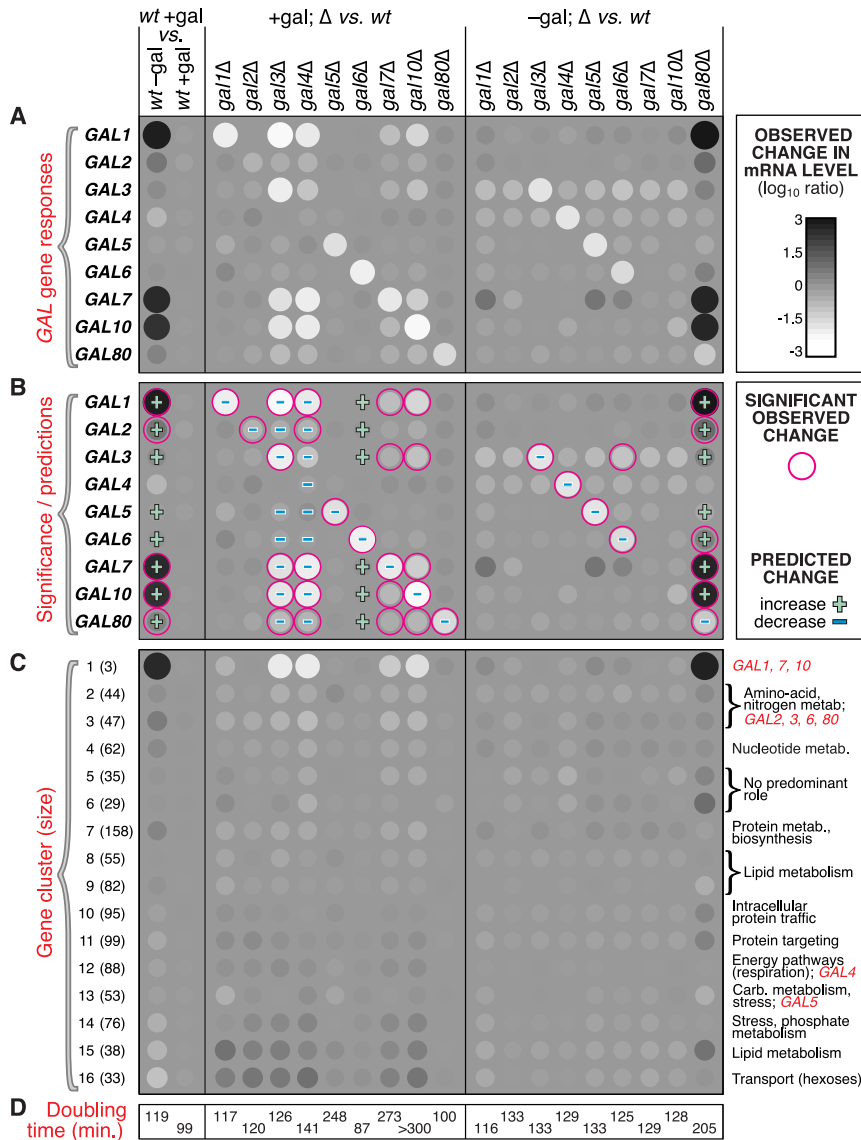 wt +gal
vs.
wt –gal
wt +gal
+gal; Δ vs. wt
–gal; Δ vs. wt
gal1Δ
gal2Δ
gal3Δ
gal4Δ
gal5Δ
gal6Δ
gal7Δ
gal10Δ
gal80Δ
gal1Δ
gal2Δ
gal3Δ
gal4Δ
gal5Δ
gal6Δ
gal7Δ
gal10Δ
gal80Δ
A
GAL gene responses
GAL1
GAL2
GAL3
GAL4
GAL5
GAL6
GAL7
GAL10
GAL80
OBSERVED
CHANGE IN
mRNA LEVEL
(log10 ratio)
3
1.5
0
-1.5
-3
B
Significance / predictions
GAL1
GAL2
GAL3
GAL4
GAL5
GAL6
GAL7
GAL10
GAL80
SIGNIFICANT
OBSERVED
CHANGE
PREDICTED
CHANGE
increase +
decrease –
C
Gene cluster (size)
1 (3)
2 (44)
3 (47)
4 (62)
5 (35)
6 (29)
7 (158)
8 (55)
9 (82)
10 (95)
11 (99)
12 (88)
13 (53)
14 (76)
15 (38)
16 (33)
GAL1, 7, 10
Amino-acid,
nitrogen metab;
GAL2, 3, 6, 80
Nucleotide metab.
No predominant
role
Protein metab.,
biosynthesis
Lipid metabolism
Intracellular
protein traffic
Protein targeting
Energy pathways
(respiration); GAL4
Carb. metabolism,
stress; GAL5
Stress, phosphate
metabolism
Lipid metabolism
Transport (hexoses)
D
Doubling
time (min.)
119 99 117 120 126 141 248 87 273 >300 100 116 133 133 129 133 125 129 128 205